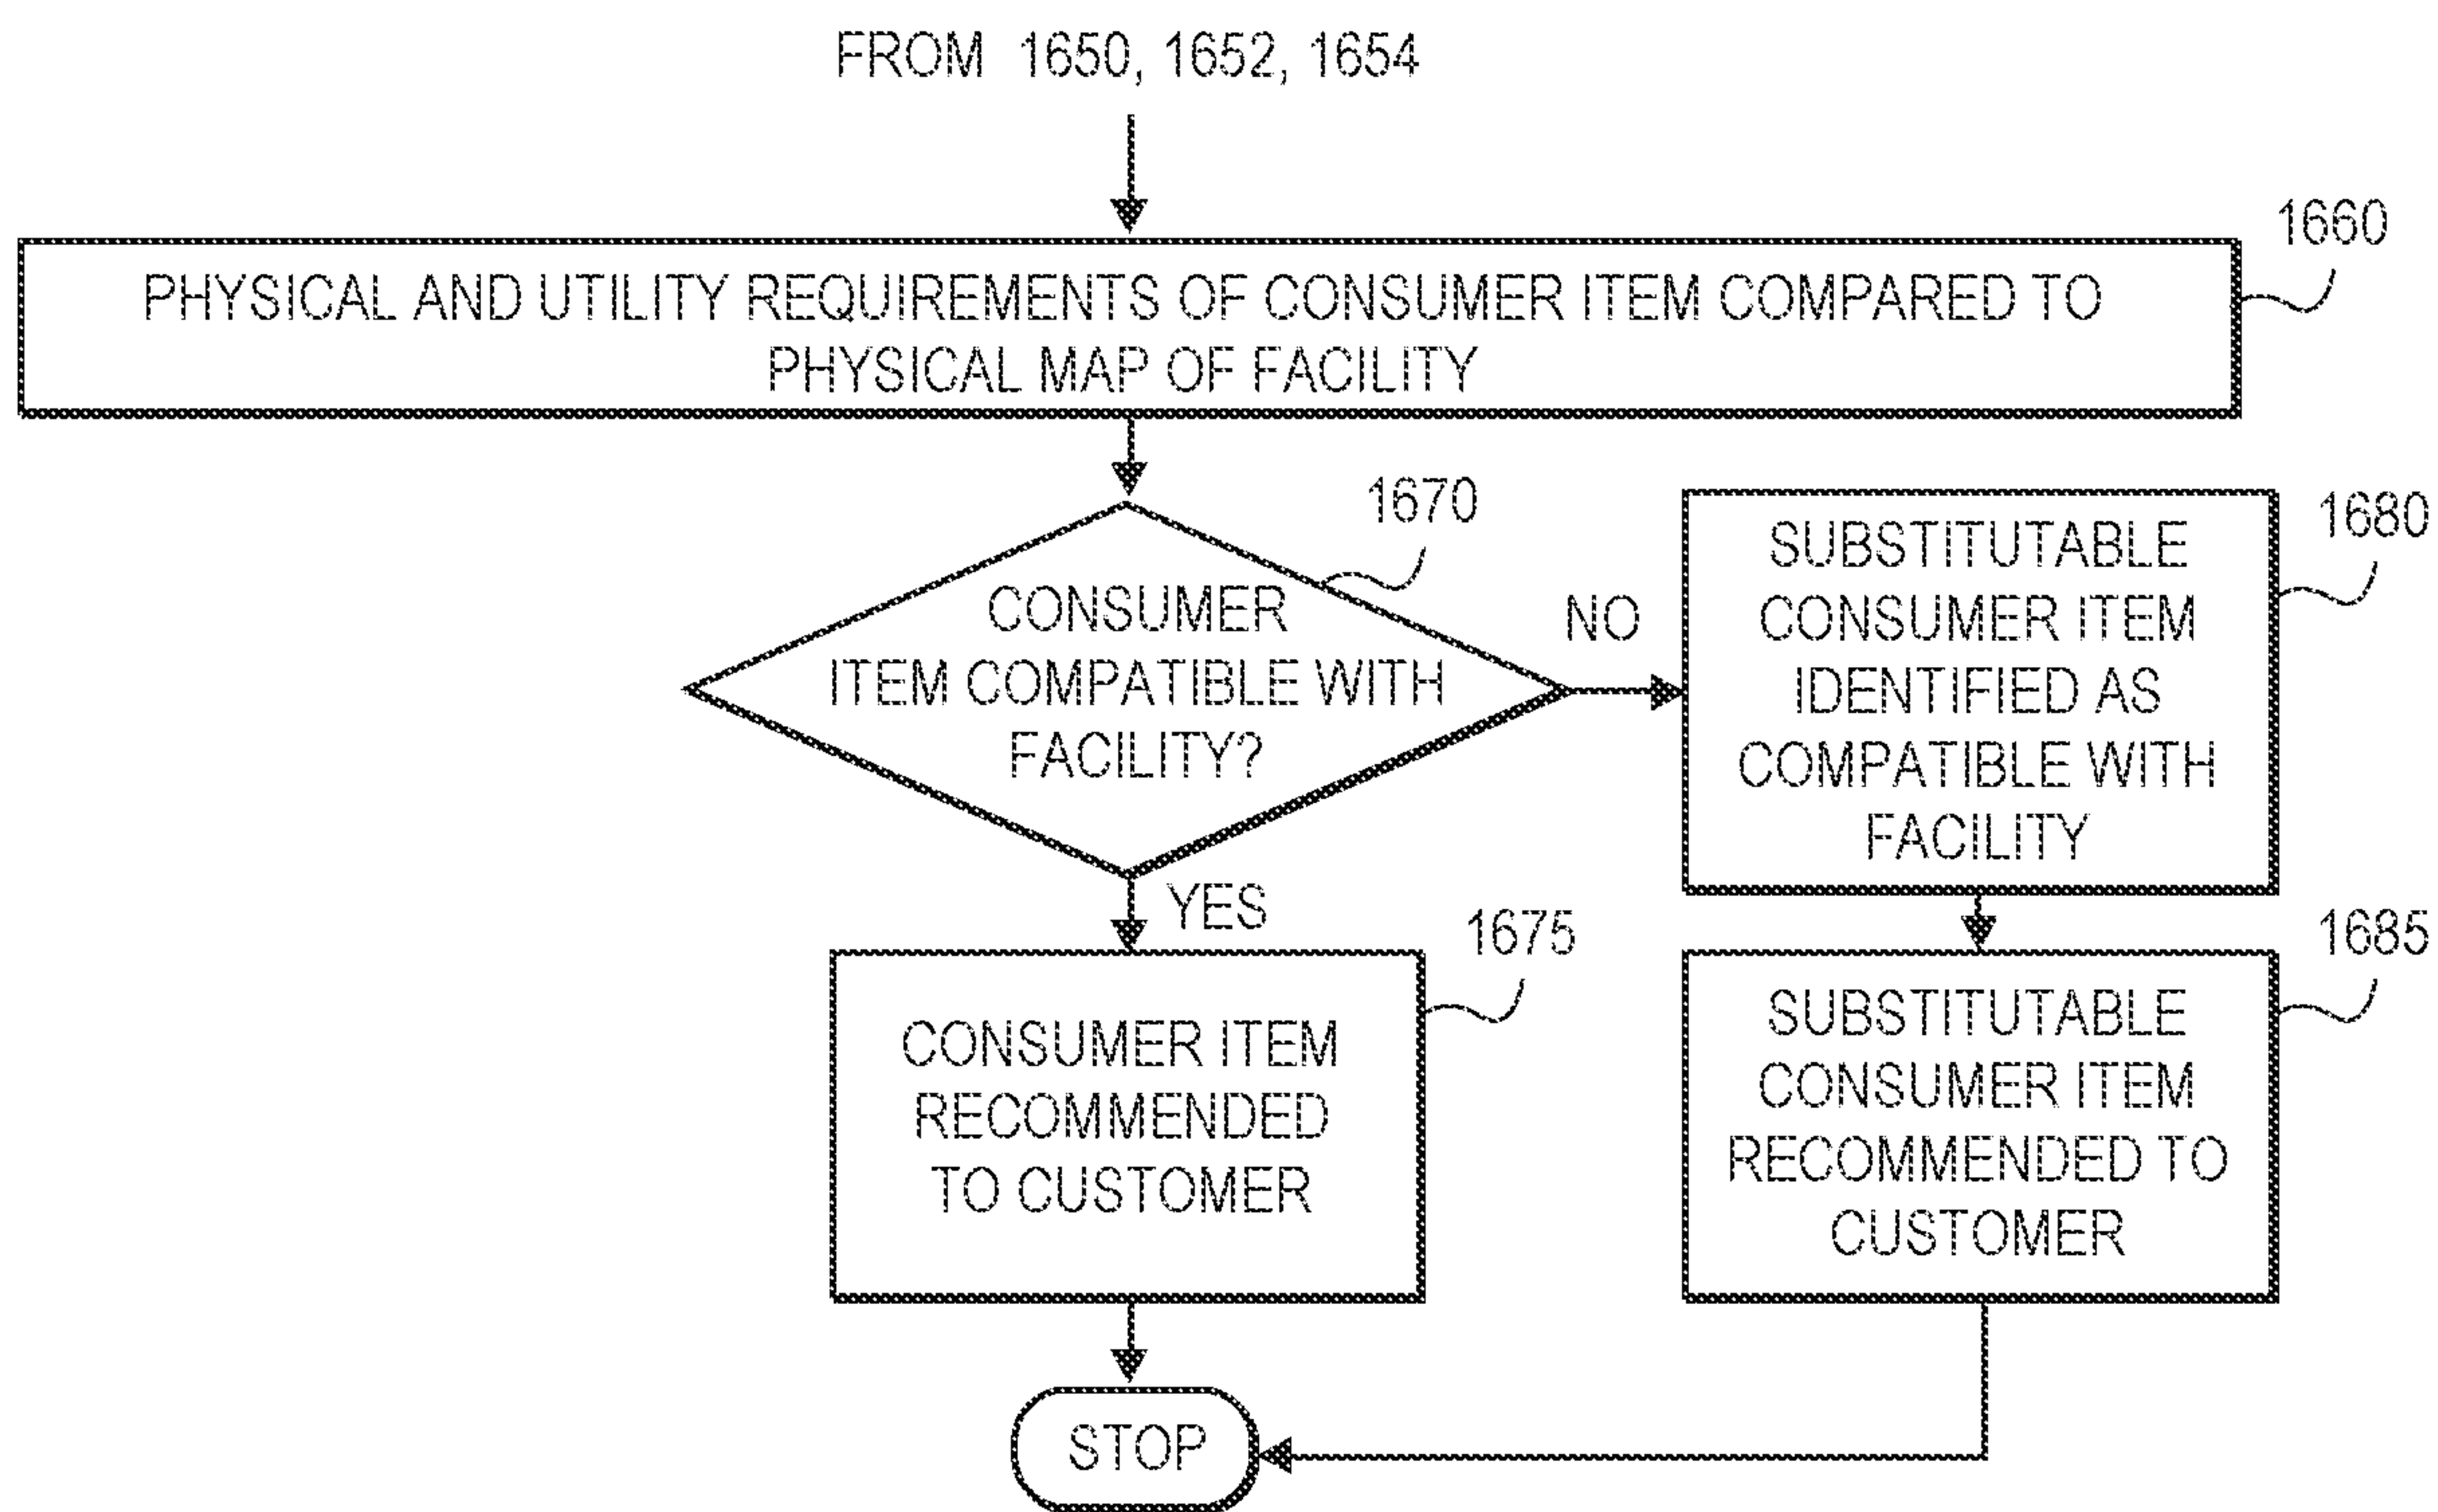 FROM 1650, 1652, 1654
1660
PHYSICAL AND UTILITY REQUIREMENTS OF CONSUMER ITEM COMPARED TO
PHYSICAL MAP OF FACILITY
1670
CONSUMER
ITEM COMPATIBLE WITH
FACILITY?
NO
YES
1680
SUBSTITUTABLE
CONSUMER ITEM
IDENTIFIED AS
COMPATIBLE WITH
FACILITY
1675
CONSUMER ITEM
RECOMMENDED
TO CUSTOMER
1685
SUBSTITUTABLE
CONSUMER ITEM
RECOMMENDED TO
CUSTOMER
STOP